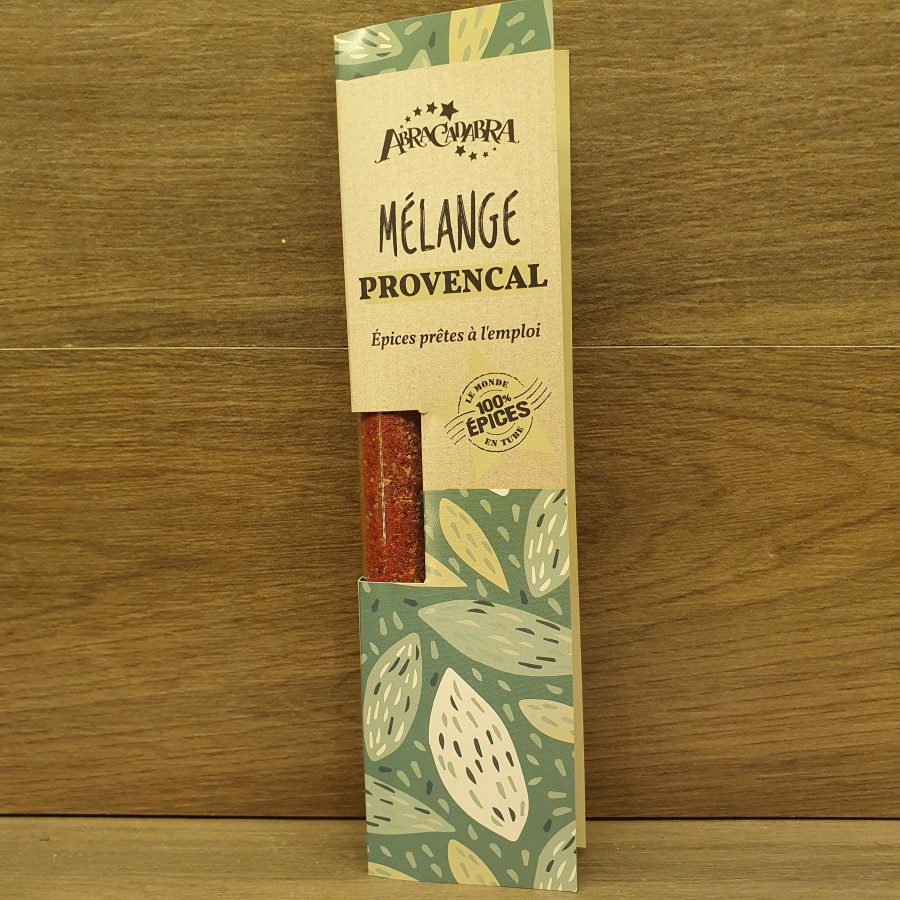 ABRACADABRA
MÉLANGE
PROVENCAL
Épices prêtes à l'emploi
LE MONDE
100%
ÉPICES
EN TUBE